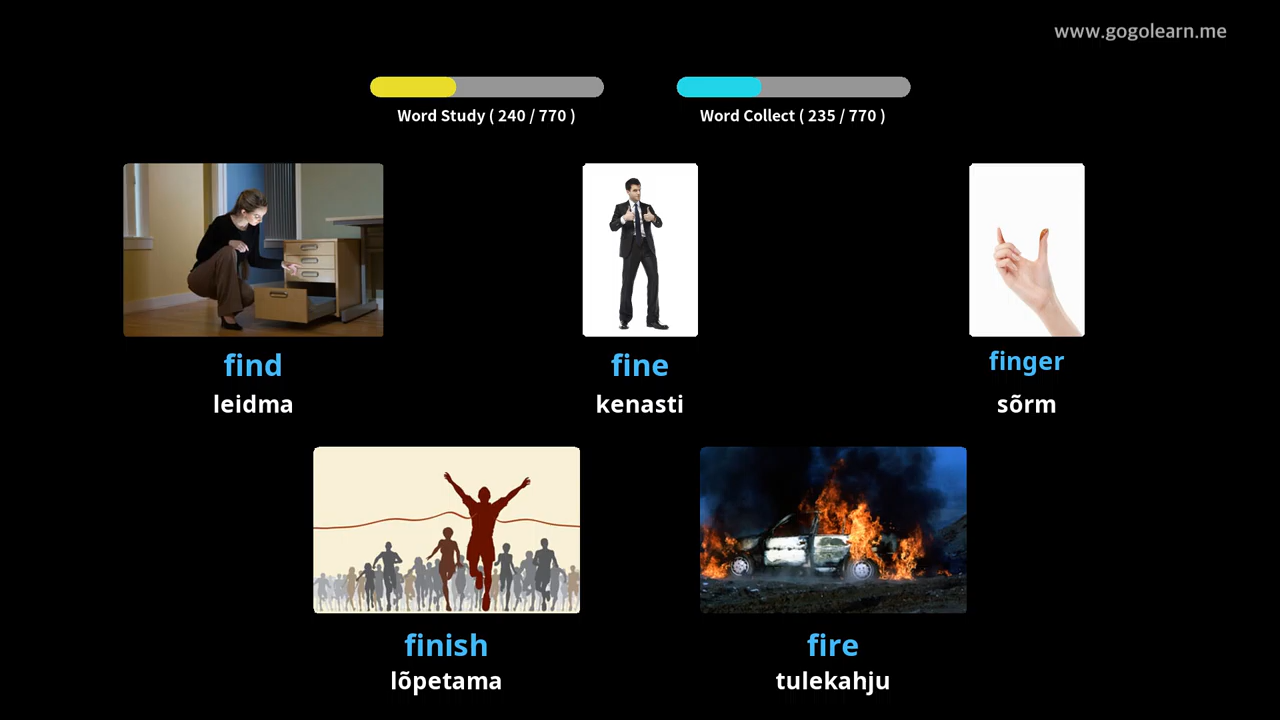 www.gogolearn.me
Word Study ( 240 / 770 )
Word Collect ( 235 / 770 )
find
leidma
fine
kenasti
finger
sõrm
finish
lõpetama
fire
tulekahju